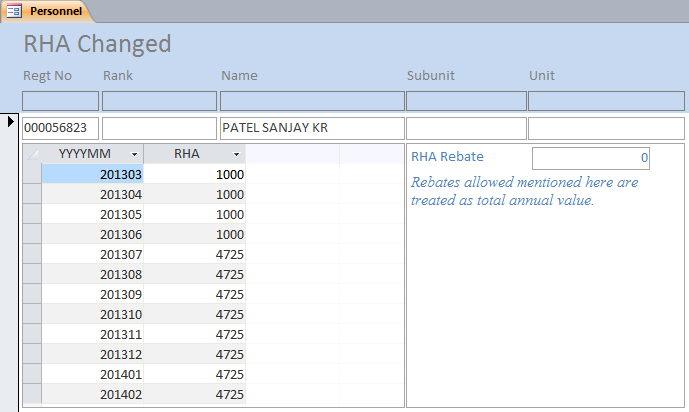 Personnel
RHA Changed
Regt No Rank Name Subunit Unit
000056823 PATEL SANJAY KR
YYYYMM RHA
RHA Rebate 0
Rebates allowed mentioned here are
treated as total annual value.
201303 1000
201304 1000
201305 1000
201306 1000
201307 4725
201308 4725
201309 4725
201310 4725
201311 4725
201312 4725
201401 4725
201402 4725